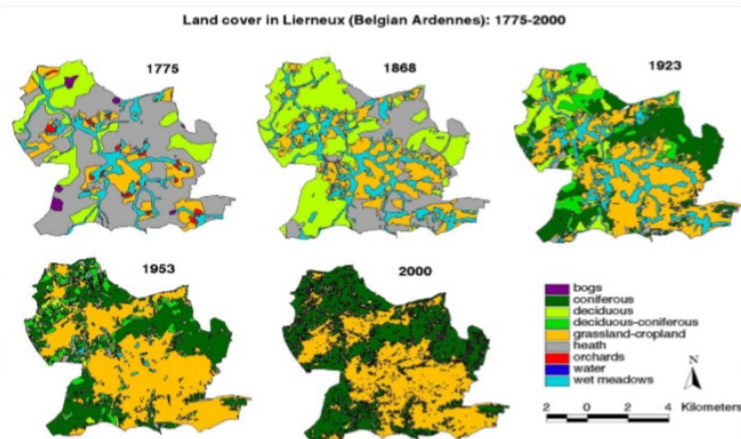 Land cover in Lierneux (Belgian Ardennes): 1775-2000
1775
1868
1923
1953
2000
bogs
coniferous
deciduous
deciduous-coniferous
grassland-cropland
heath
orchards
water
wet meadows
N
2 0 2 4 Kilometers